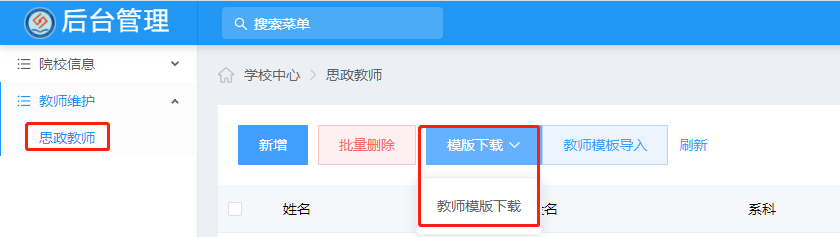 后台管理
搜索菜单
院校信息
教师维护
思政教师
学校中心 > 思政教师
新增 批量删除 模版下载 教师模板导入 刷新
教师模版下载
姓名 名 系科